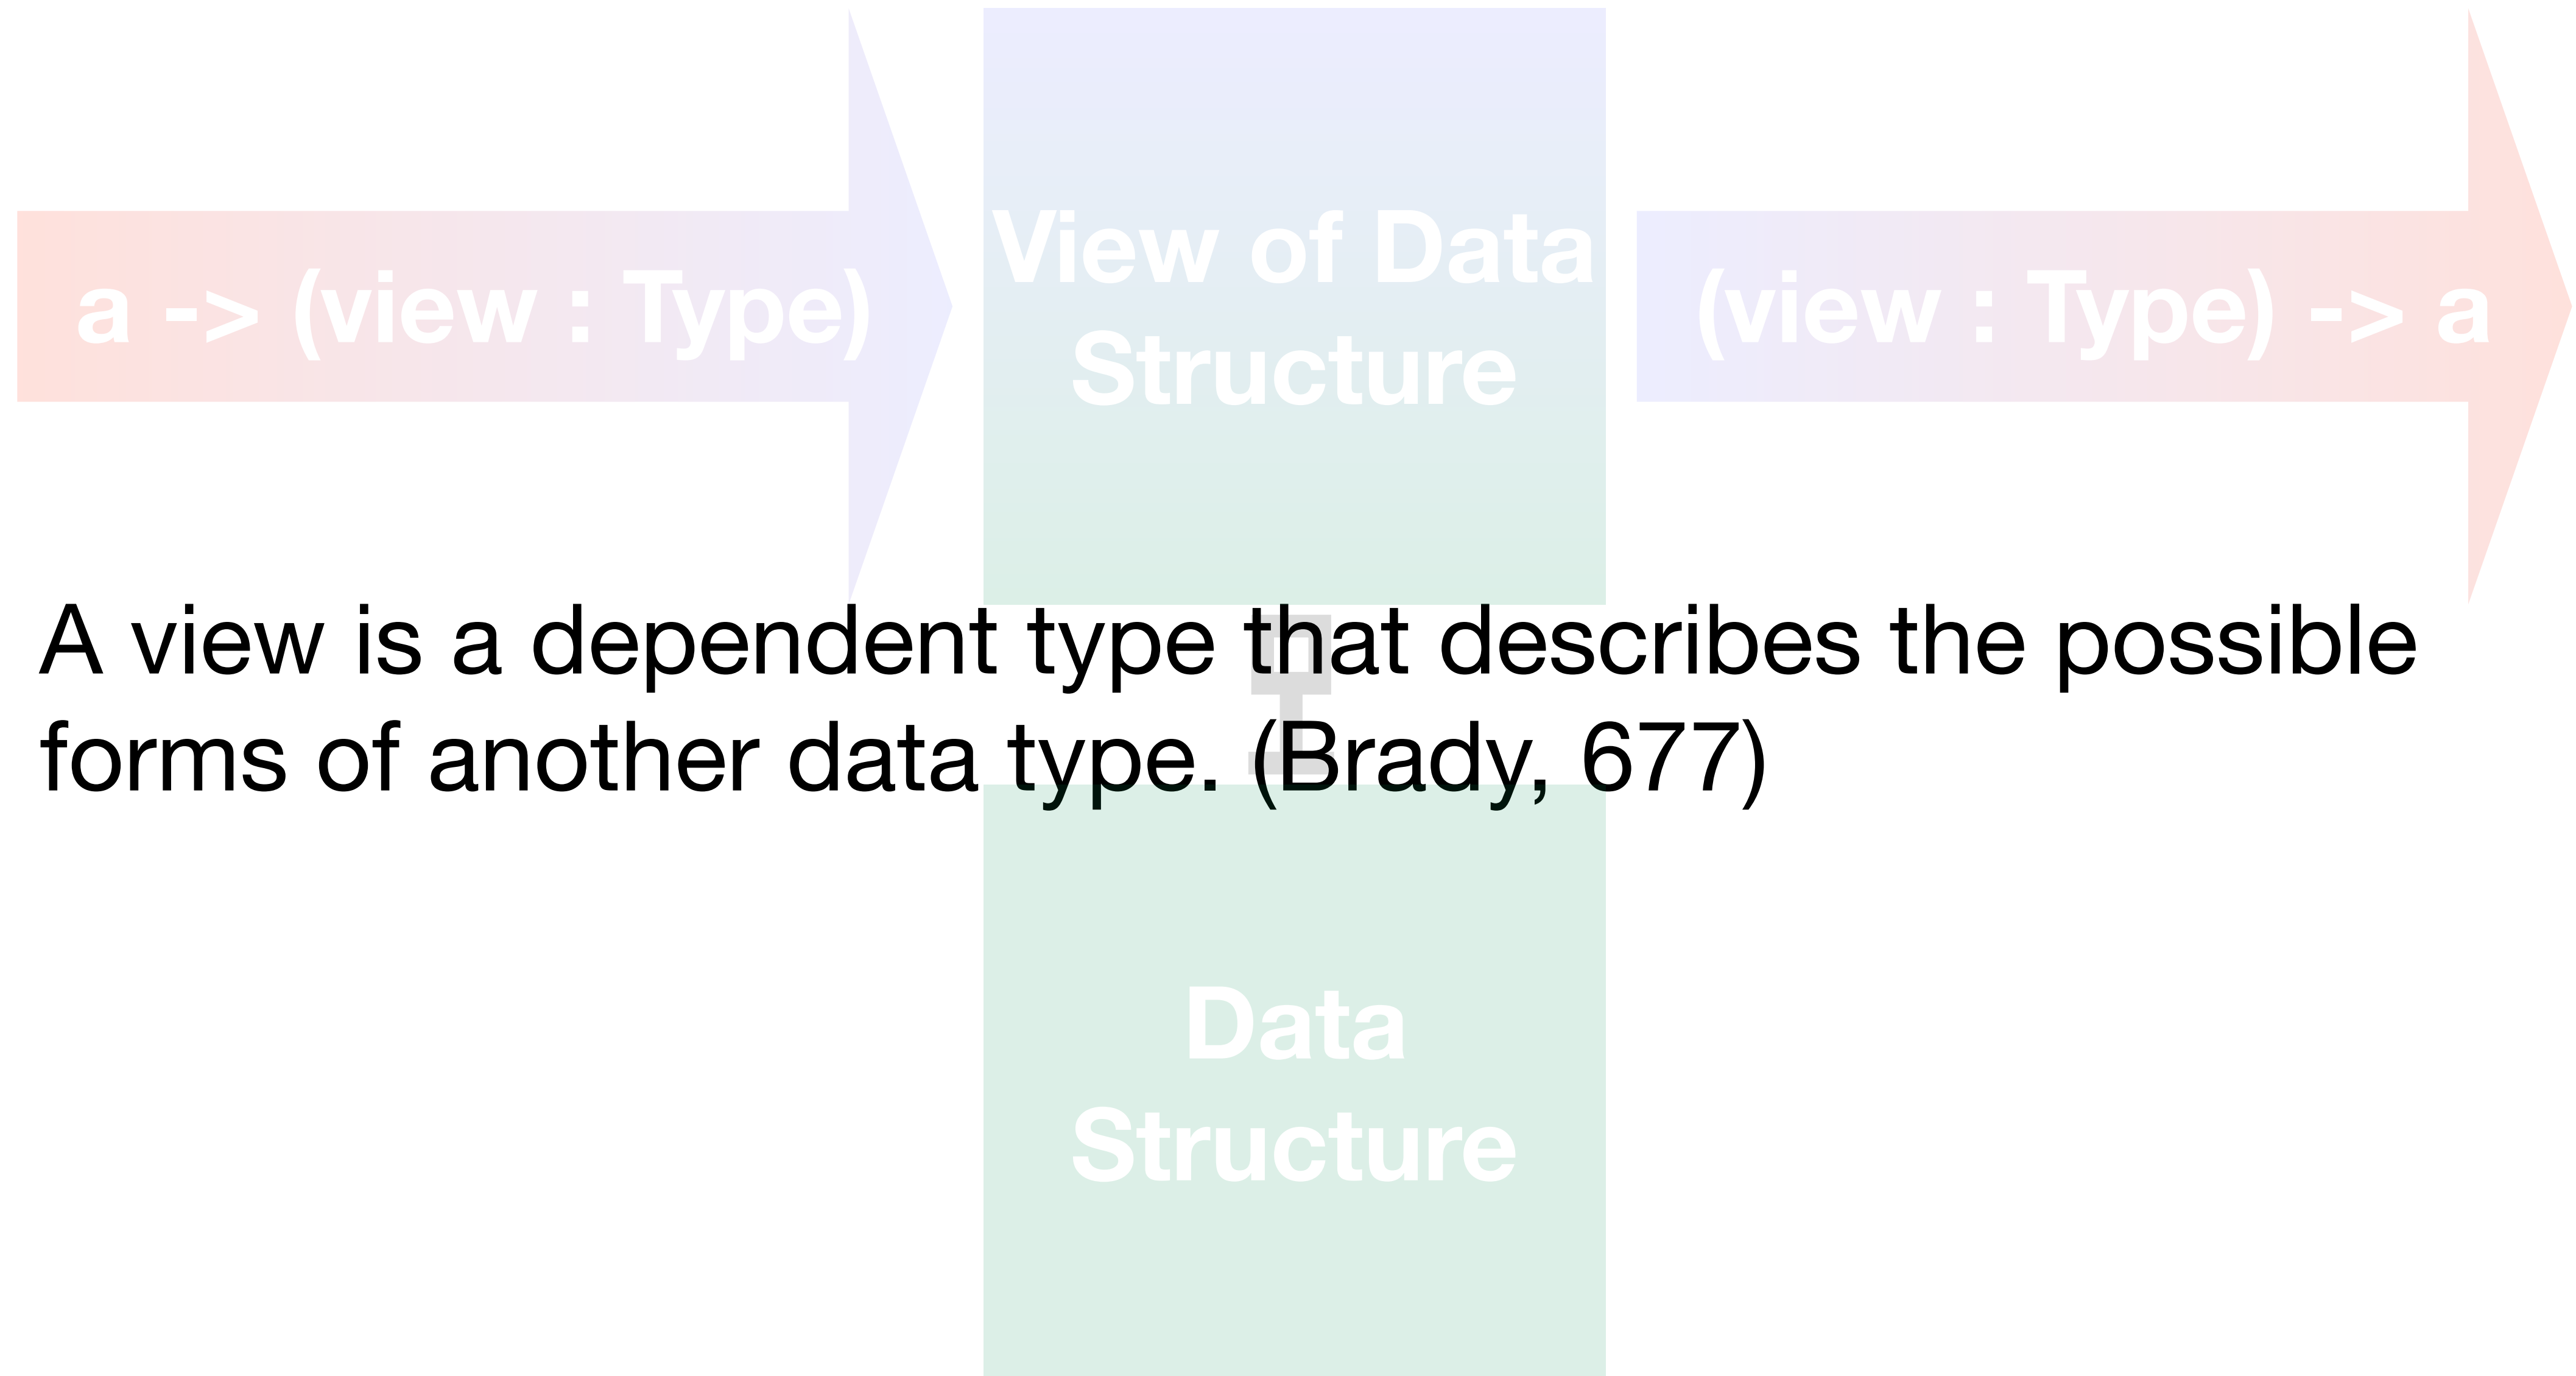 View of Data
Structure
a -> (view : Type)
(view : Type) -> a
A view is a dependent type that describes the possible
forms of another data type. (Brady, 677)
Data
Structure